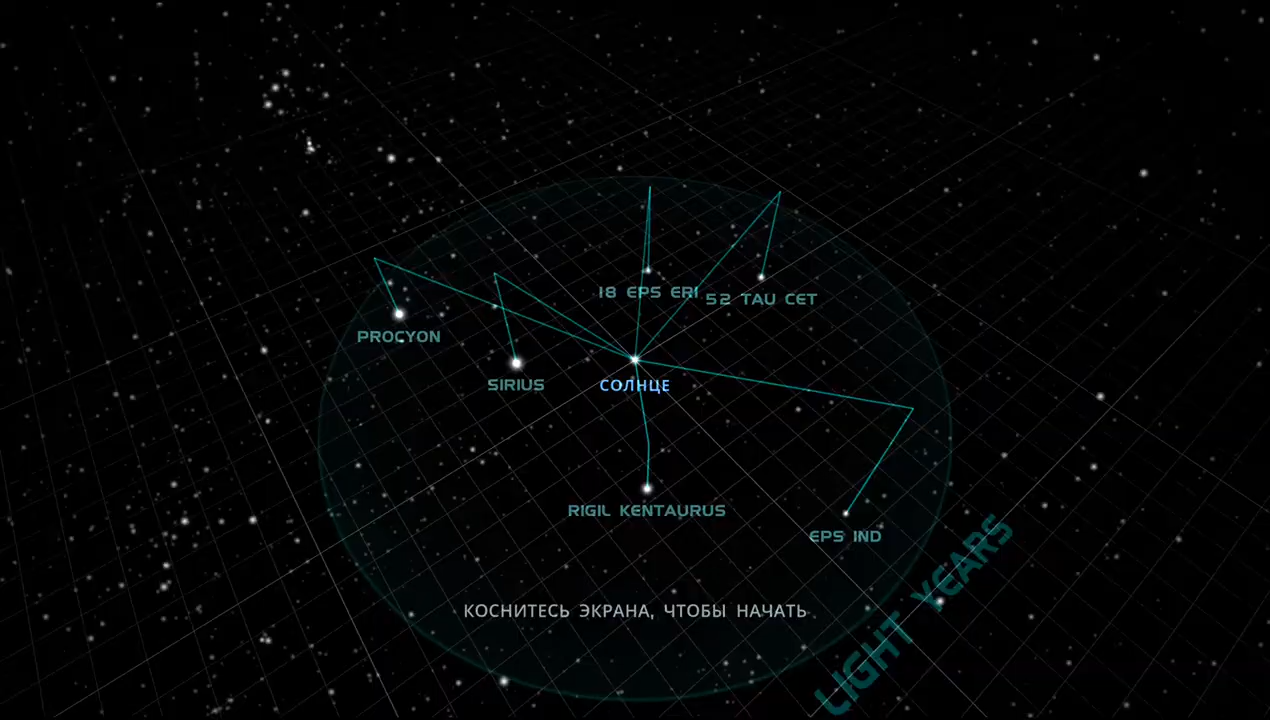 18 EPS ERI
52 TAU CET
PROCYON
SIRIUS
СОЛНЦЕ
RIGIL KENTAURUS
EPS IND
КОСНИТЕСЬ ЭКРАНА, ЧТОБЫ НАЧАТЬ
LIGHT YEARS